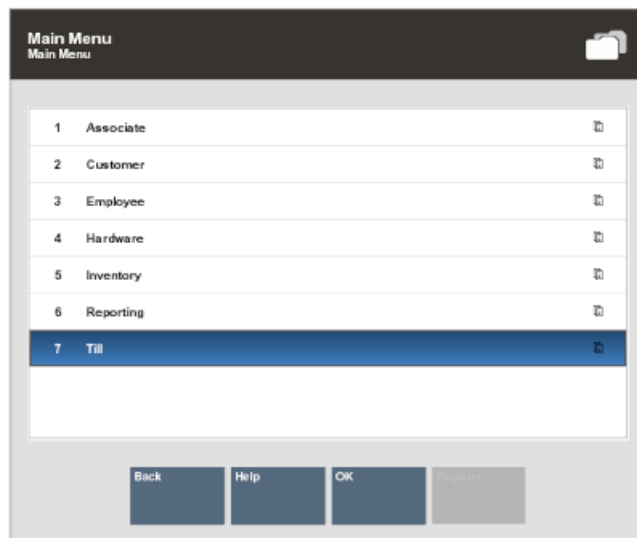 Main Menu
Main Menu
1 Associate
2 Customer
3 Employee
4 Hardware
5 Inventory
6 Reporting
7 Till
Back Help OK Register